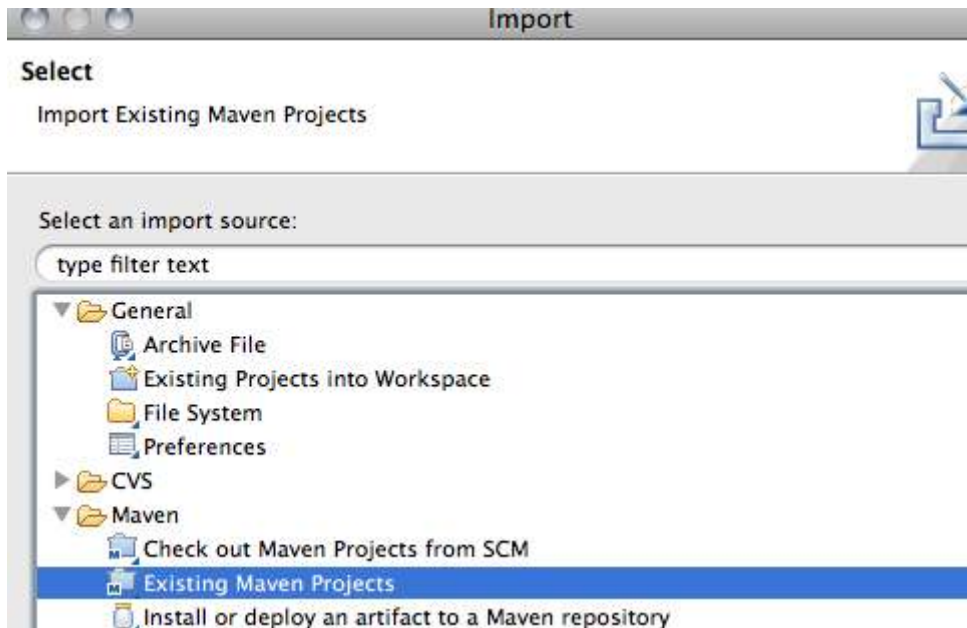 Import
Select
Import Existing Maven Projects
Select an import source:
type filter text
General
Archive File
Existing Projects into Workspace
File System
Preferences
CVS
Maven
Check out Maven Projects from SCM
Existing Maven Projects
Install or deploy an artifact to a Maven repository